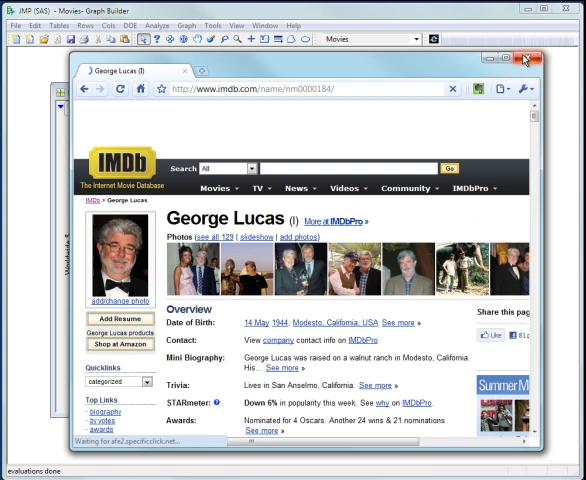 JMP (SAS) - Movies- Graph Builder
File Edit Tables Rows Cols DOE Analyze Graph Tools View Window Help
Movies
George Lucas (I)
http://www.imdb.com/name/nm0000184/
IMDb
The Internet Movie Database
Search All Go
Movies TV News Videos Community IMDbPro
IMDb > George Lucas
George Lucas (I) More at IMDbPro »
Photos (see all 129 | slideshow | add photos)
add/change photo
Add Resume
George Lucas products
Shop at Amazon
Quicklinks
categorized
Top Links
- biography
- by votes
- awards
Overview
Date of Birth: 14 May 1944, Modesto, California, USA See more »
Contact: View company contact info on IMDbPro.
Mini Biography: George Lucas was raised on a walnut ranch in Modesto, California.
His... See more »
Trivia: Lives in San Anselmo, California. See more »
STARmeter: ? Down 6% in popularity this week. See why on IMDbPro.
Awards: Nominated for 4 Oscars. Another 24 wins & 21 nominations
See more »
Share this pag
Like 81
Summer M
Waiting for afe2.specificclick.net...
evaluations done